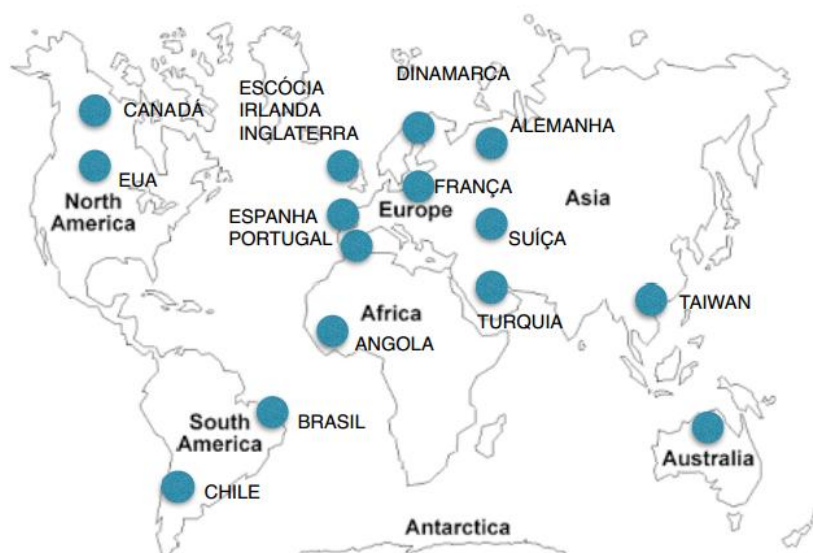 DINAMARCA
ESCÓCIA
IRLANDA
INGLATERRA
CANADÁ
ALEMANHA
EUA
FRANÇA
North
America
Asia
ESPANHA
PORTUGAL
Europe
SUÍÇA
TAIWAN
Africa
TURQUIA
ANGOLA
South
America
BRASIL
Australia
CHILE
Antarctica